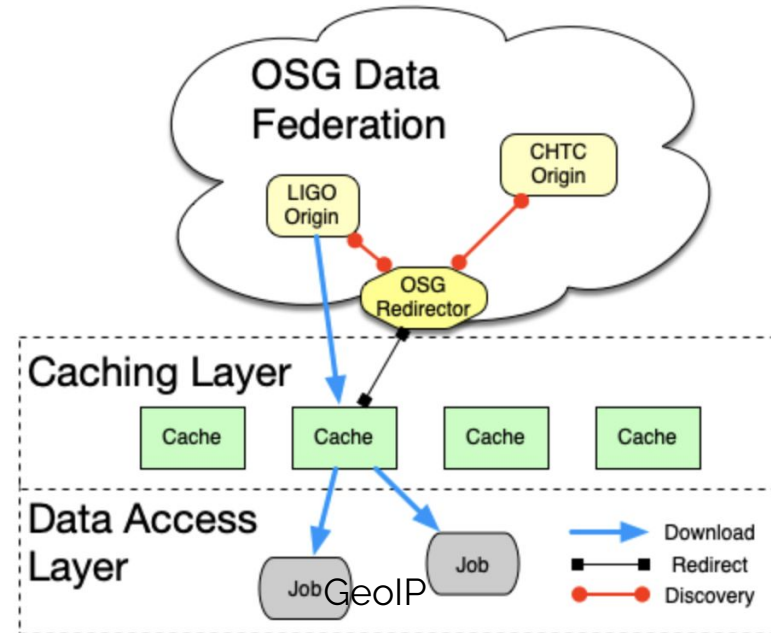 OSG Data
Federation
CHTC
Origin
LIGO
Origin
OSG
Redirector
Caching Layer
Cache
Cache
Cache
Cache
Data Access
Layer
Job
GeoIP
Job
Download
Redirect
Discovery